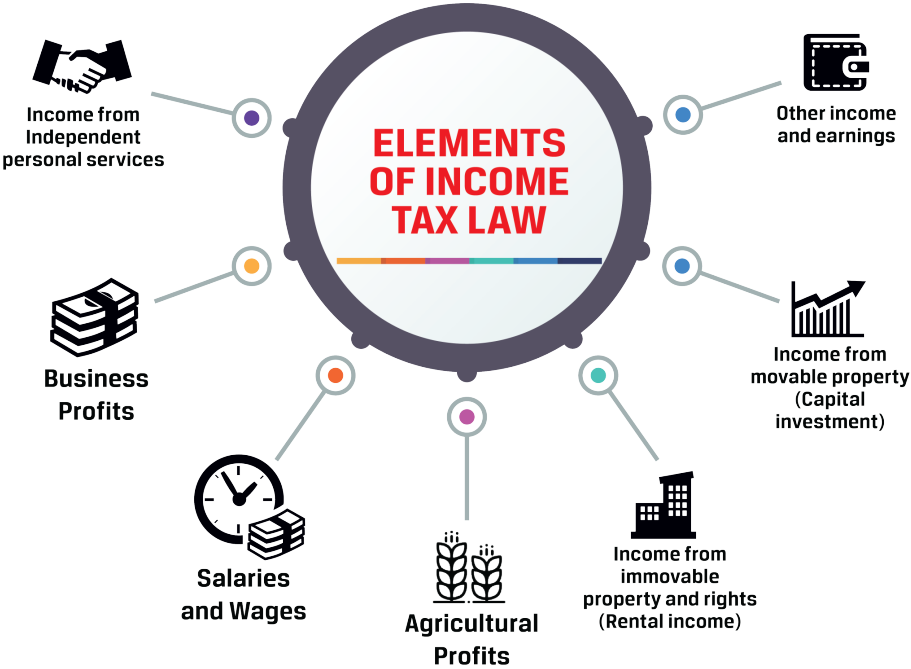 ELEMENTS
OF INCOME
TAX LAW
Income from
Independent
personal services
Business
Profits
Salaries
and Wages
Agricultural
Profits
Income from
immovable
property and rights
(Rental income)
Income from
movable property
(Capital
investment)
Other income
and earnings